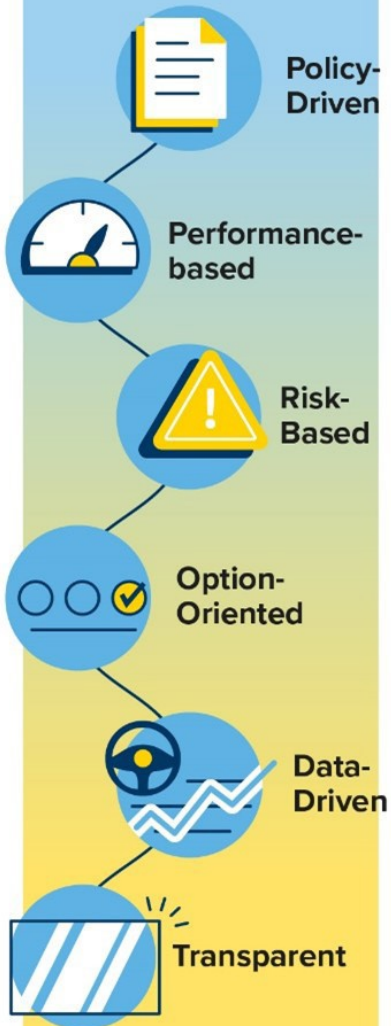 Policy-
Driven
Performance-
based
Risk-
Based
Option-
Oriented
Data-
Driven
Transparent